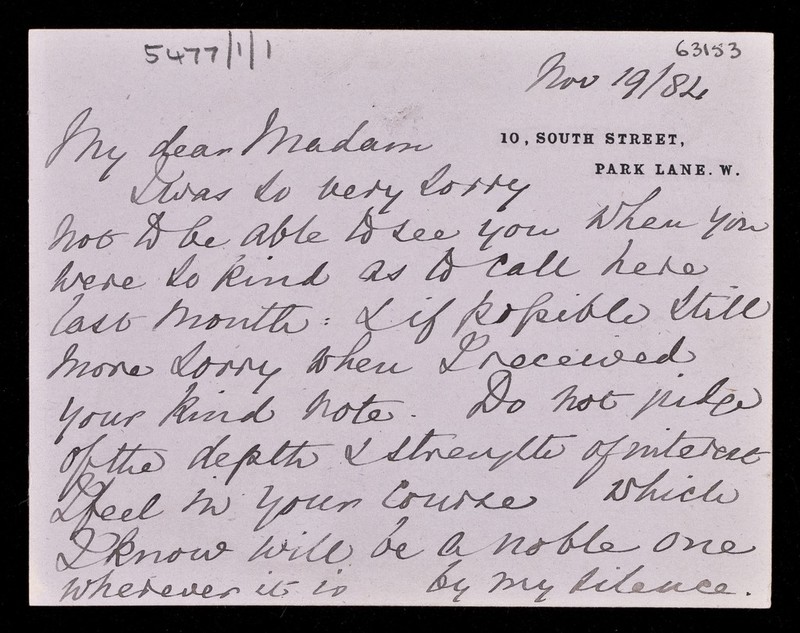 5477/1/1
63153
Nov 19/84
10, SOUTH STREET,
PARK LANE. W.
My dear Madam
I was so very sorry
not to be able to see you when you
were so kind as to call here
last month: & if possible still
more sorry when I received
your kind note. Do not judge
of the depth & strength of interest
I feel in your course which
I know will be a noble one
wherever it is by my silence.